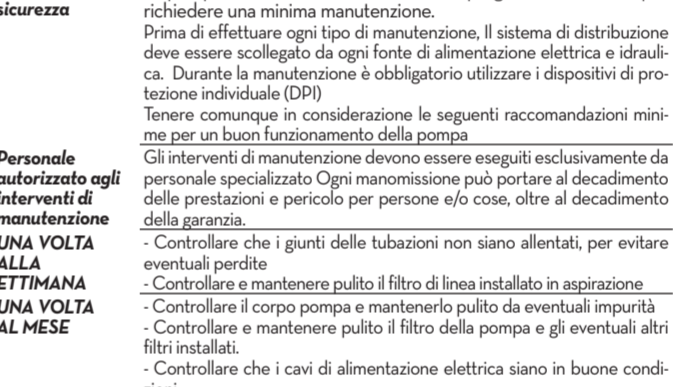 sicurezza
richiedere una minima manutenzione.
Prima di effettuare ogni tipo di manutenzione, Il sistema di distribuzione
deve essere scollegato da ogni fonte di alimentazione elettrica e idrauli-
ca. Durante la manutenzione è obbligatorio utilizzare i dispositivi di pro-
tezione individuale (DPI)
Tenere comunque in considerazione le seguenti raccomandazioni mini-
me per un buon funzionamento della pompa
Personale
autorizzato agli
interventi di
manutenzione
Gli interventi di manutenzione devono essere eseguiti esclusivamente da
personale specializzato Ogni manomissione può portare al decadimento
delle prestazioni e pericolo per persone e/o cose, oltre al decadimento
della garanzia.
UNA VOLTA
ALLA
ETTIMANA
- Controllare che i giunti delle tubazioni non siano allentati, per evitare
eventuali perdite
- Controllare e mantenere pulito il filtro di linea installato in aspirazione
UNA VOLTA
AL MESE
- Controllare il corpo pompa e mantenerlo pulito da eventuali impurità
- Controllare e mantenere pulito il filtro della pompa e gli eventuali altri
filtri installati.
- Controllare che i cavi di alimentazione elettrica siano in buone condi-